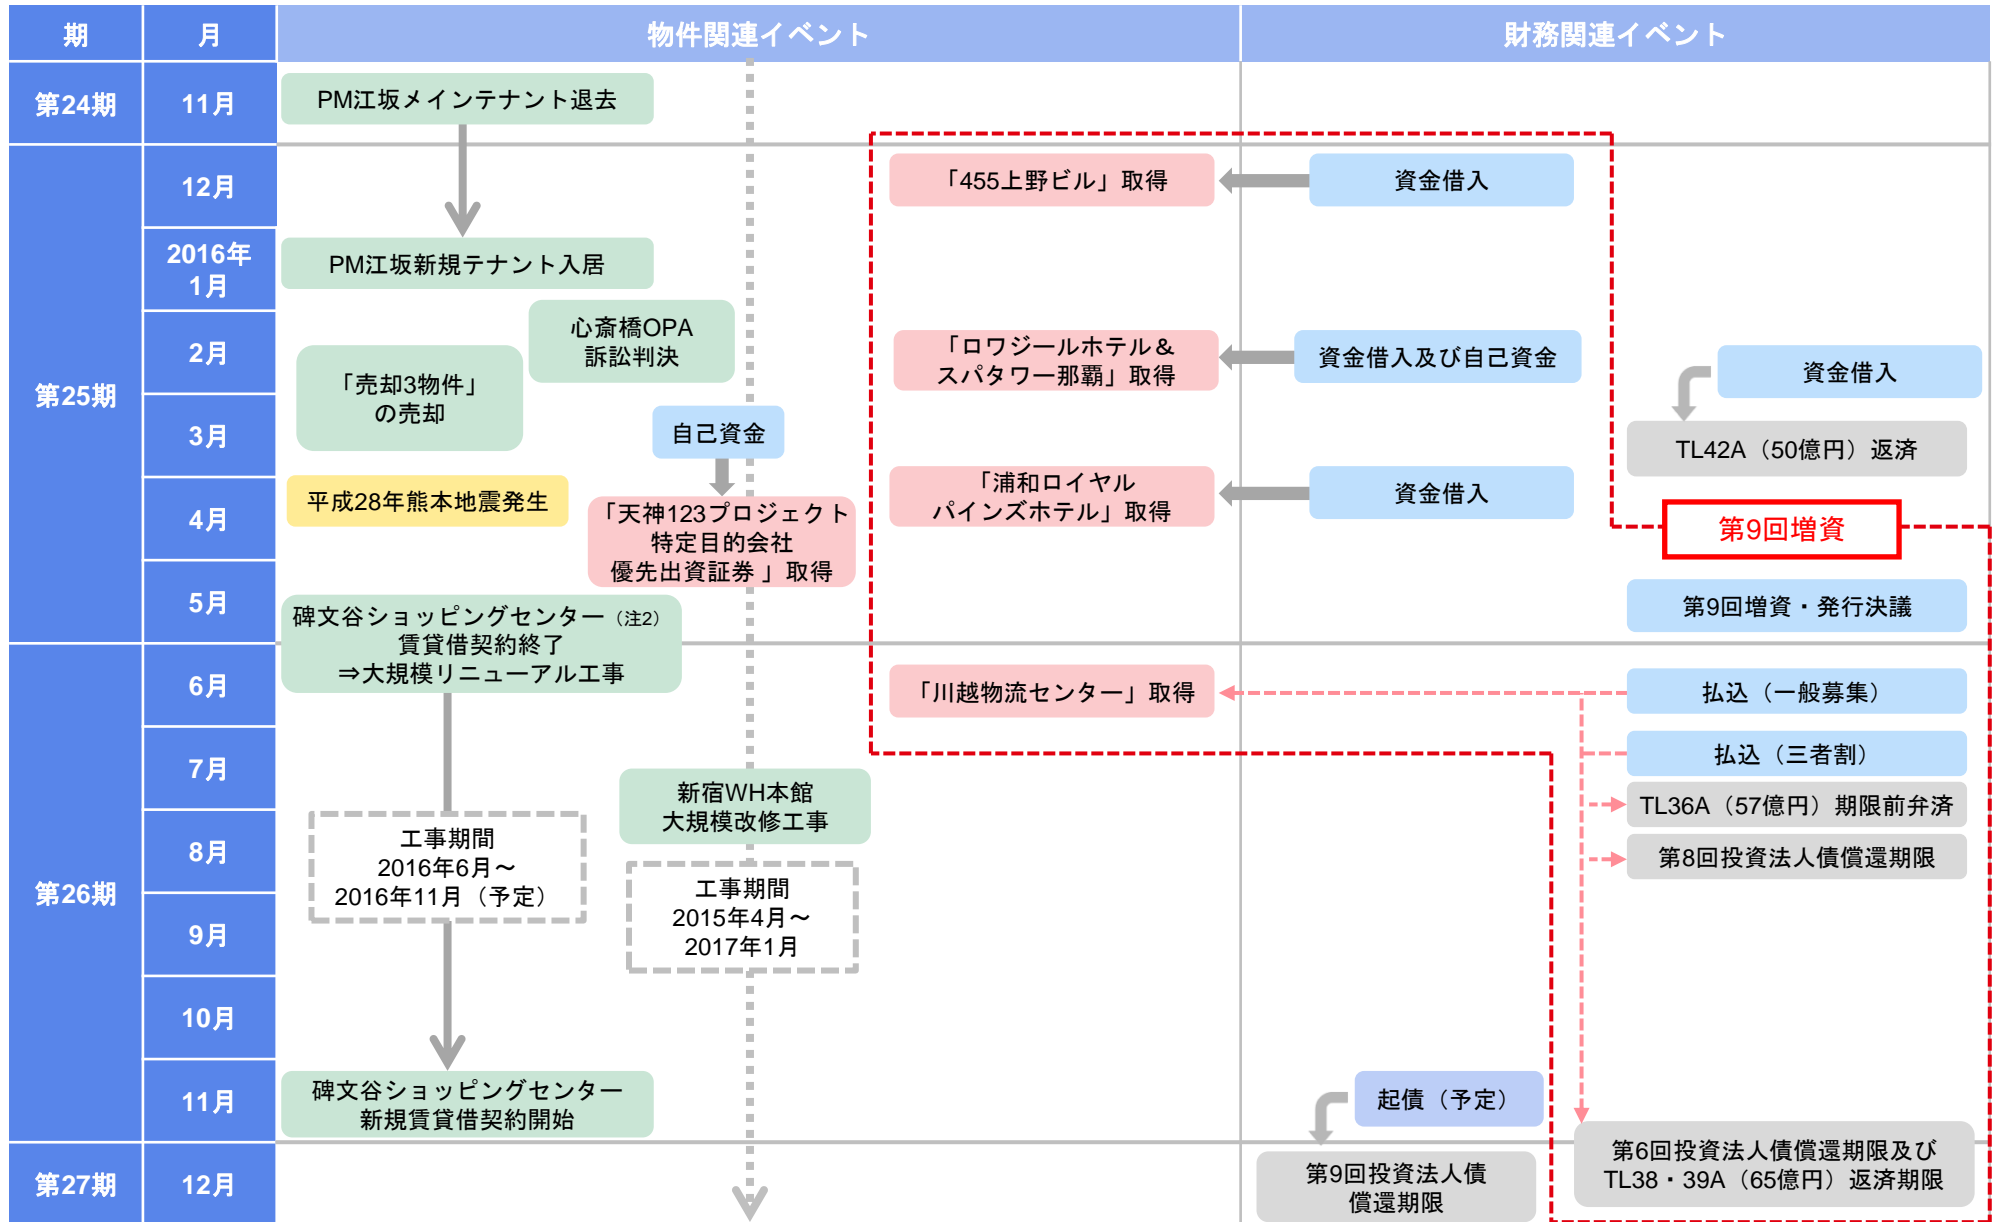 期
月
物件関連イベント
財務関連イベント
第24期
11月
PM江坂メインテナント退去
第25期
12月
「455上野ビル」取得
資金借入
2016年
1月
PM江坂新規テナント入居
2月
心斎橋OPA
訴訟判決
「売却3物件」
の売却
「ロワジールホテル＆
スパタワー那覇」取得
資金借入及び自己資金
資金借入
3月
自己資金
TL42A（50億円）返済
4月
平成28年熊本地震発生
「天神123プロジェクト
特定目的会社
優先出資証券 」取得
「浦和ロイヤル
パインズホテル」取得
資金借入
第9回増資
5月
第9回増資・発行決議
碑文谷ショッピングセンター（注2）
賃貸借契約終了
⇒大規模リニューアル工事
第26期
6月
「川越物流センター」取得
払込（一般募集）
7月
払込（三者割）
新宿WH本館
大規模改修工事
TL36A（57億円）期限前弁済
8月
工事期間
2016年6月～
2016年11月（予定）
第8回投資法人債償還期限
9月
工事期間
2015年4月～
2017年1月
10月
11月
碑文谷ショッピングセンター
新規賃貸借契約開始
起債（予定）
第27期
12月
第9回投資法人債
償還期限
第6回投資法人債償還期限及び
TL38・39A（65億円）返済期限